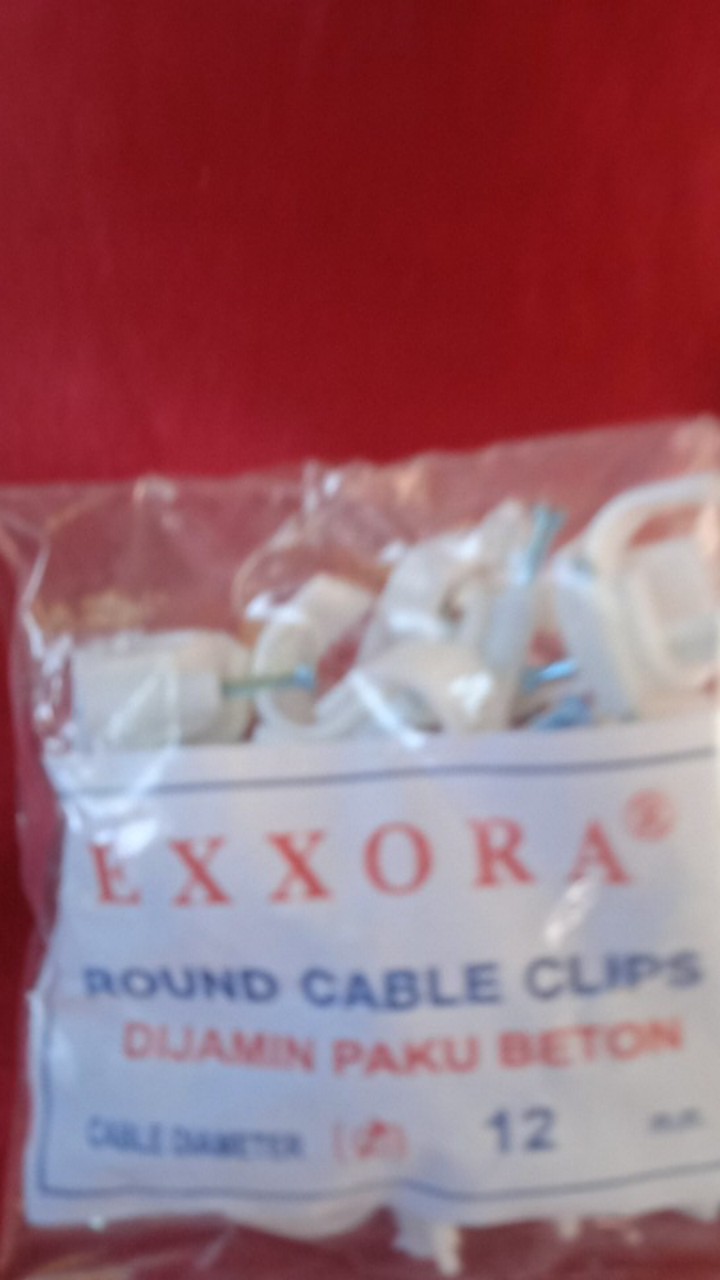 EXXORA®
ROUND CABLE CLIPS
DIJAMIN PAKU BETON
CABLE DIAMETER 12 m.m.